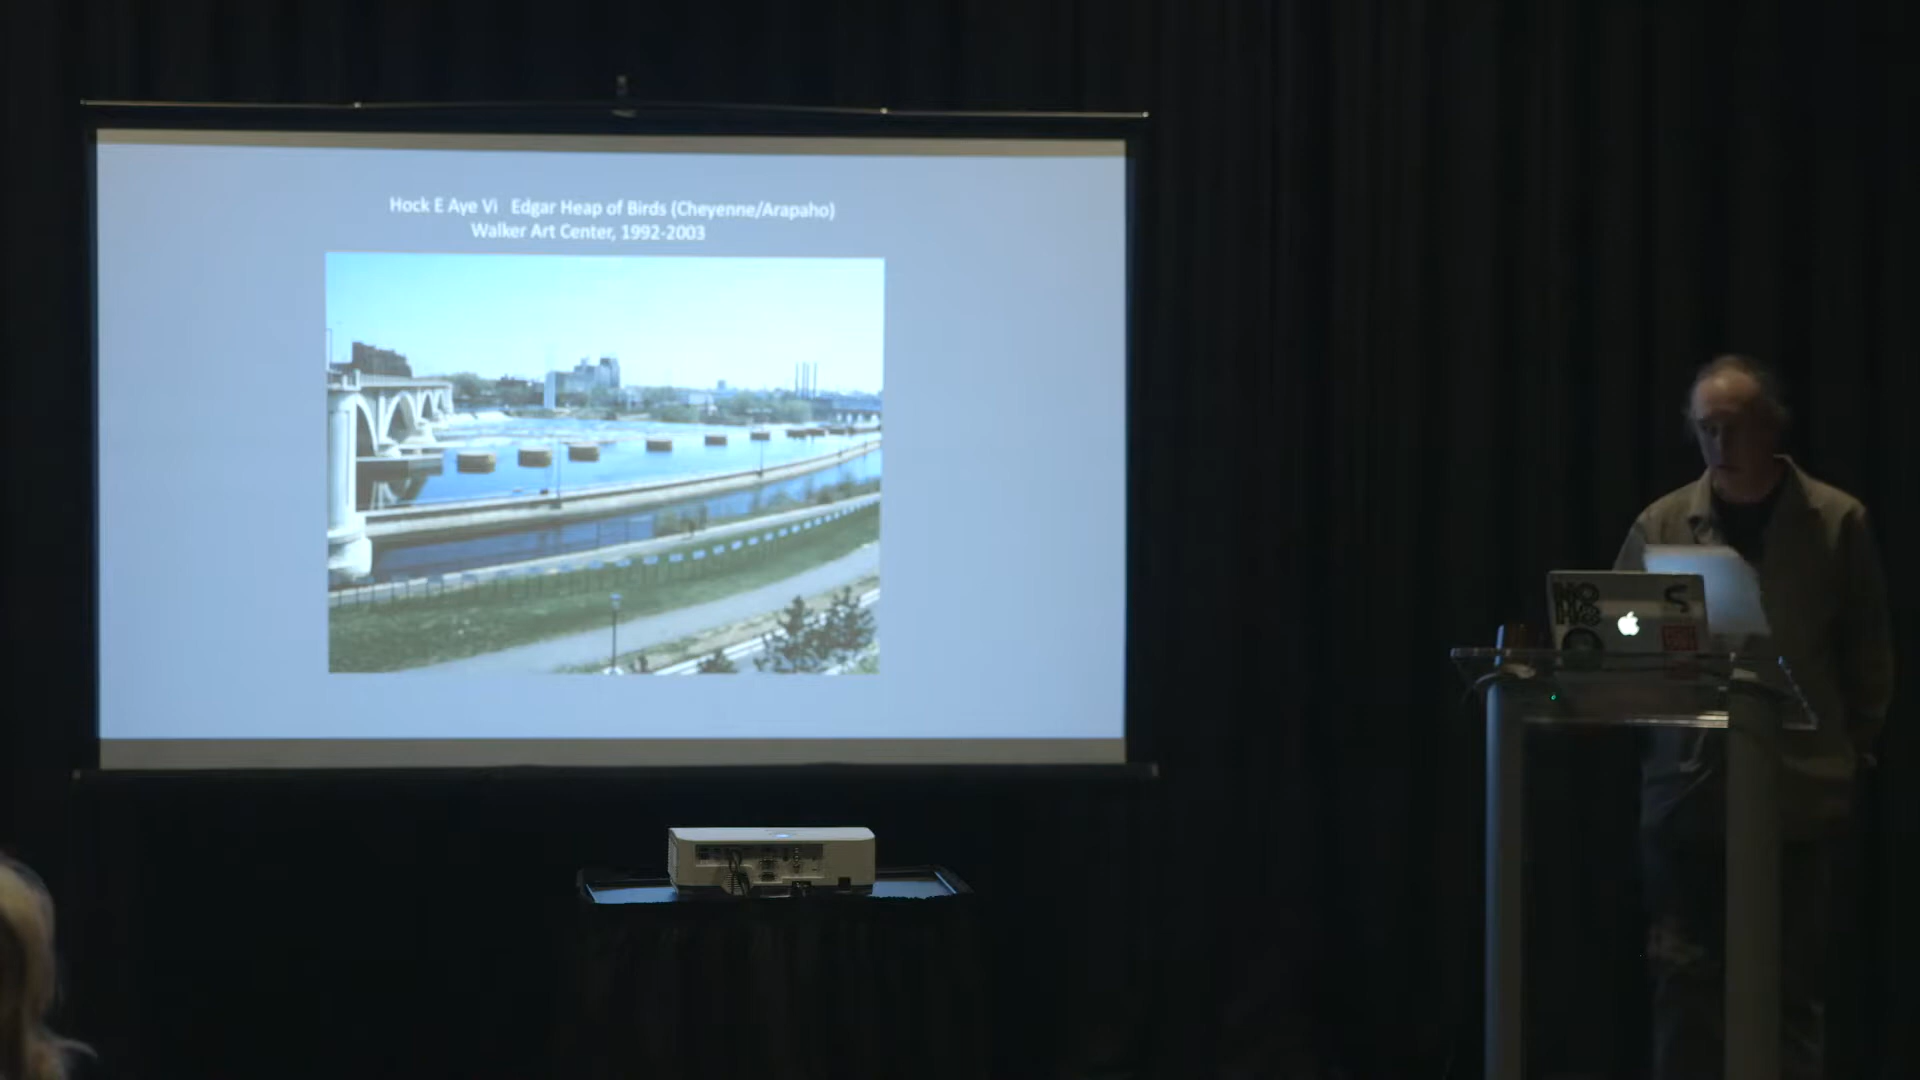 Hock E Aye Vi   Edgar Heap of Birds (Cheyenne/Arapaho)
Walker Art Center, 1992-2003